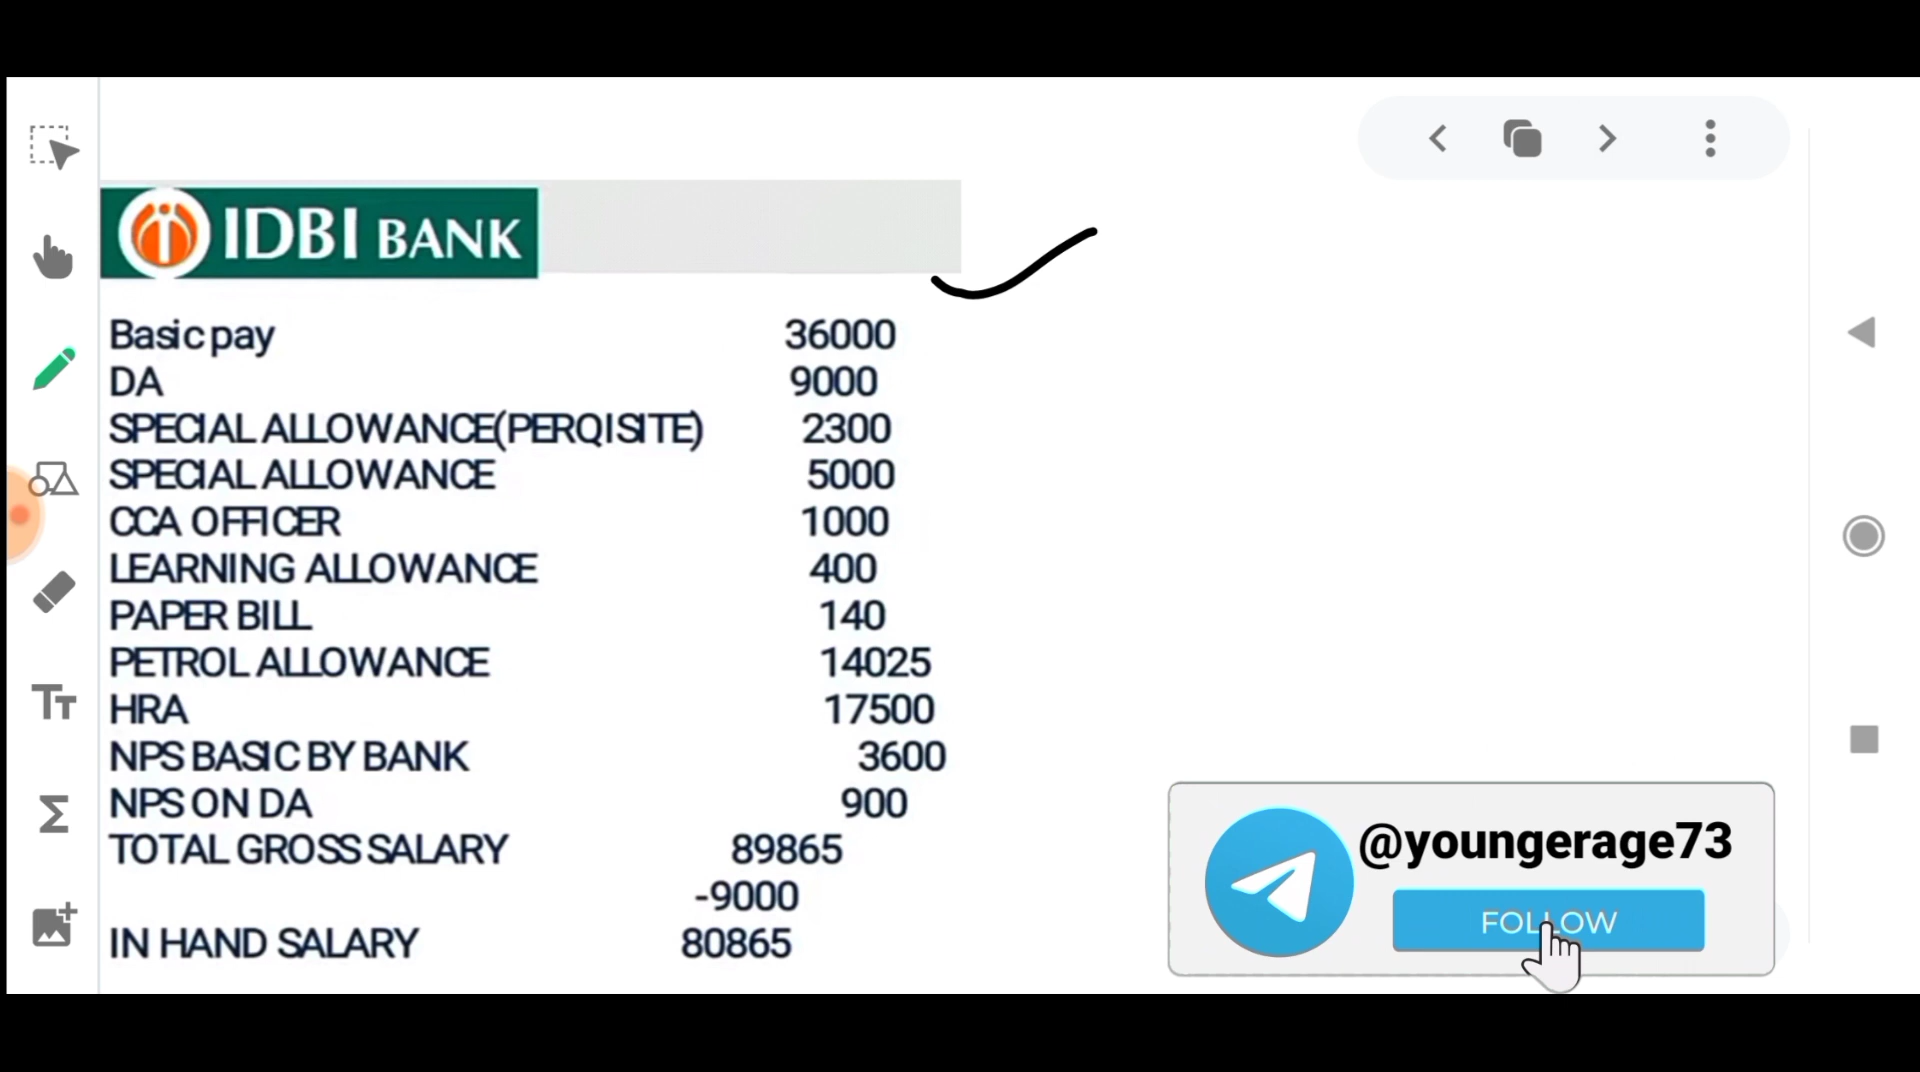 IDBI BANK
Basic pay 36000
DA 9000
SPECIAL ALLOWANCE(PERQISITE) 2300
SPECIAL ALLOWANCE 5000
CCA OFFICER 1000
LEARNING ALLOWANCE 400
PAPER BILL 140
PETROL ALLOWANCE 14025
HRA 17500
NPS BASIC BY BANK 3600
NPS ON DA 900
TOTAL GROSS SALARY 89865
-9000
IN HAND SALARY 80865
@youngerage73
FOLLOW